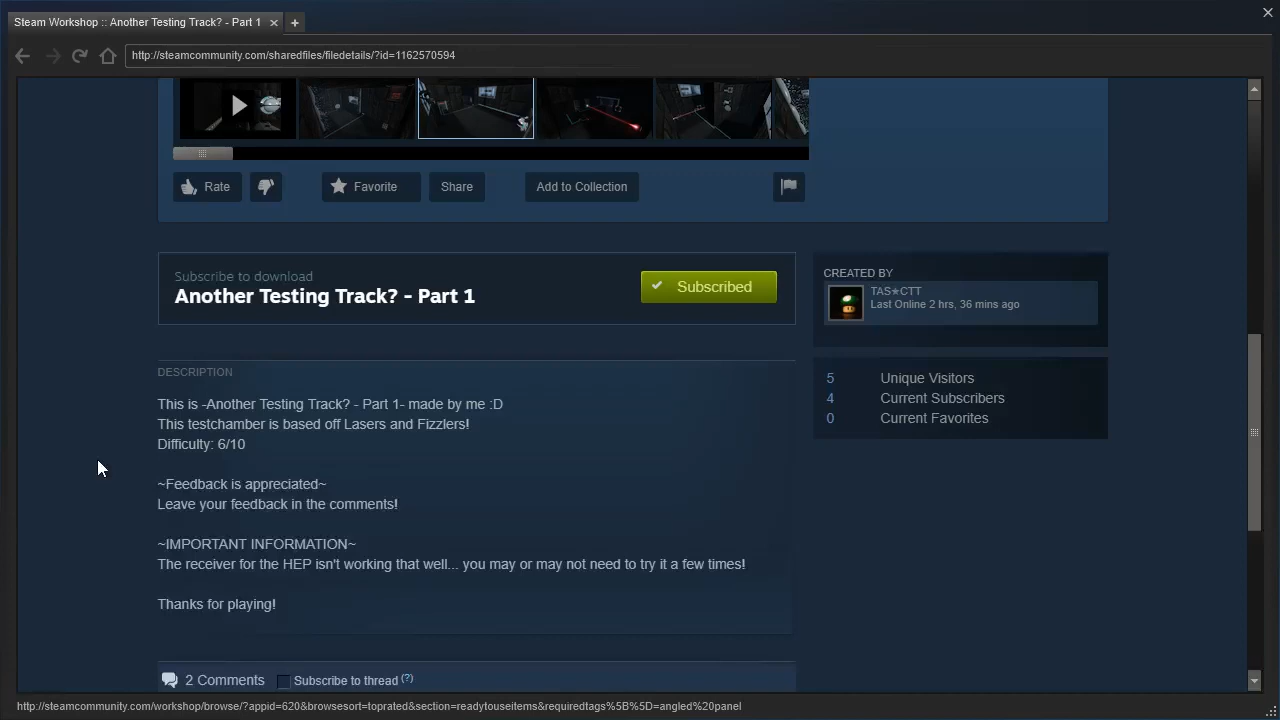 Steam Workshop :: Another Testing Track? - Part 1
http://steamcommunity.com/sharedfiles/filedetails/?id=1162570594
Rate
Favorite
Share
Add to Collection
Subscribe to download
Another Testing Track? - Part 1
Subscribed
CREATED BY
TAS★CTT
Last Online 2 hrs, 36 mins ago
5 Unique Visitors
4 Current Subscribers
0 Current Favorites
DESCRIPTION
This is -Another Testing Track? - Part 1- made by me :D
This testchamber is based off Lasers and Fizzlers!
Difficulty: 6/10
~Feedback is appreciated~
Leave your feedback in the comments!
~IMPORTANT INFORMATION~
The receiver for the HEP isn't working that well... you may or may not need to try it a few times!
Thanks for playing!
2 Comments
Subscribe to thread (?)
http://steamcommunity.com/workshop/browse/?appid=620&browsesort=toprated&section=readytouseitems&requiredtags%5B%5D=angled%20panel